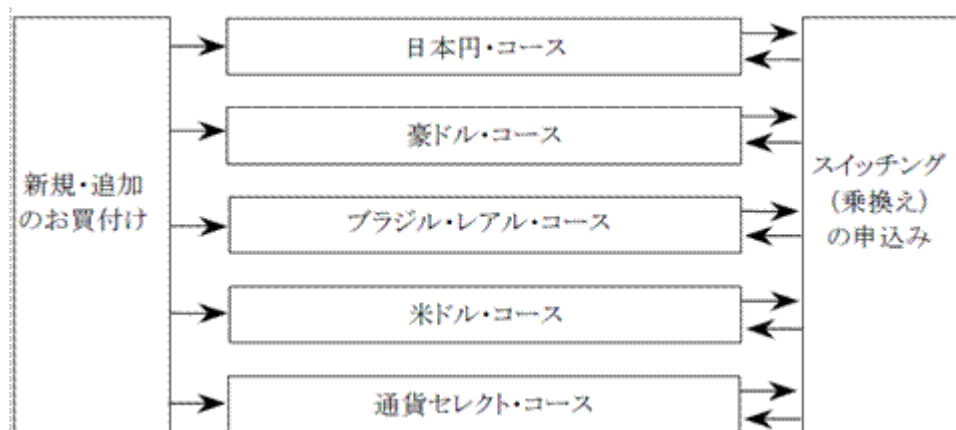 新規・追加
のお買付け
日本円・コース
豪ドル・コース
ブラジル・レアル・コース
米ドル・コース
通貨セレクト・コース
スイッチング
(乗換え)
の申込み